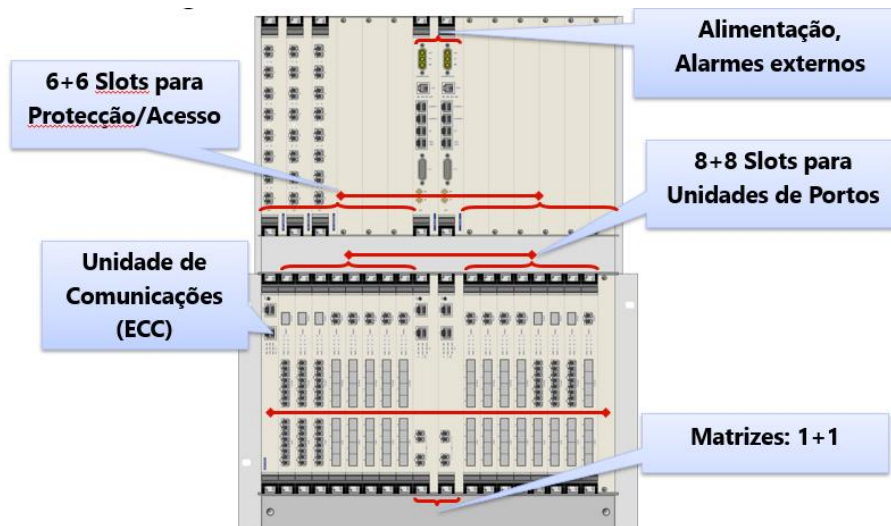 Alimentação,
Alarmes externos
6+6 Slots para
Protecção/Acesso
8+8 Slots para
Unidades de Portos
Unidade de
Comunicações
(ECC)
Matrizes: 1+1